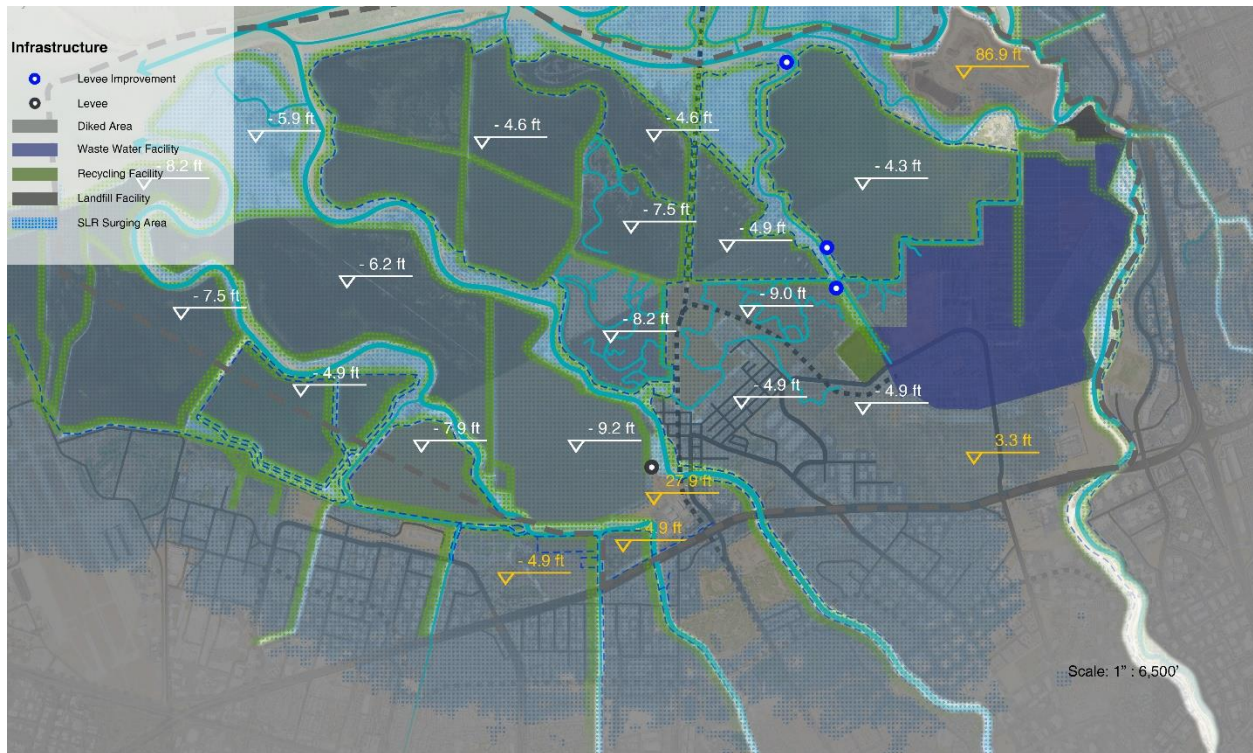 Infrastructure
Levee Improvement
Levee
Diked Area
Waste Water Facility
Recycling Facility
Landfill Facility
SLR Surging Area
86.9 ft
- 5.9 ft
- 4.6 ft
- 4.6 ft
- 8.2 ft
- 4.3 ft
- 7.5 ft
- 4.9 ft
- 6.2 ft
- 7.5 ft
- 9.0 ft
- 8.2 ft
- 4.9 ft
- 4.9 ft
- 4.9 ft
- 7.9 ft
- 9.2 ft
3.3 ft
27.9 ft
4.9 ft
- 4.9 ft
Scale: 1" : 6,500'